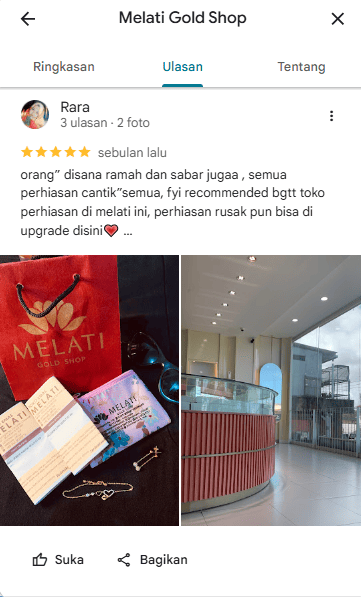 Melati Gold Shop
Ringkasan
Ulasan
Tentang
Rara
3 ulasan · 2 foto
sebulan lalu
orang” disana ramah dan sabar jugaa , semua
perhiasan cantik”semua, fyi recommended bgtt toko
perhiasan di melati ini, perhiasan rusak pun bisa di
upgrade disini❤️ ...
MELATI
GOLD SHOP
MELATI
MELATI
MELATI
Suka
Bagikan